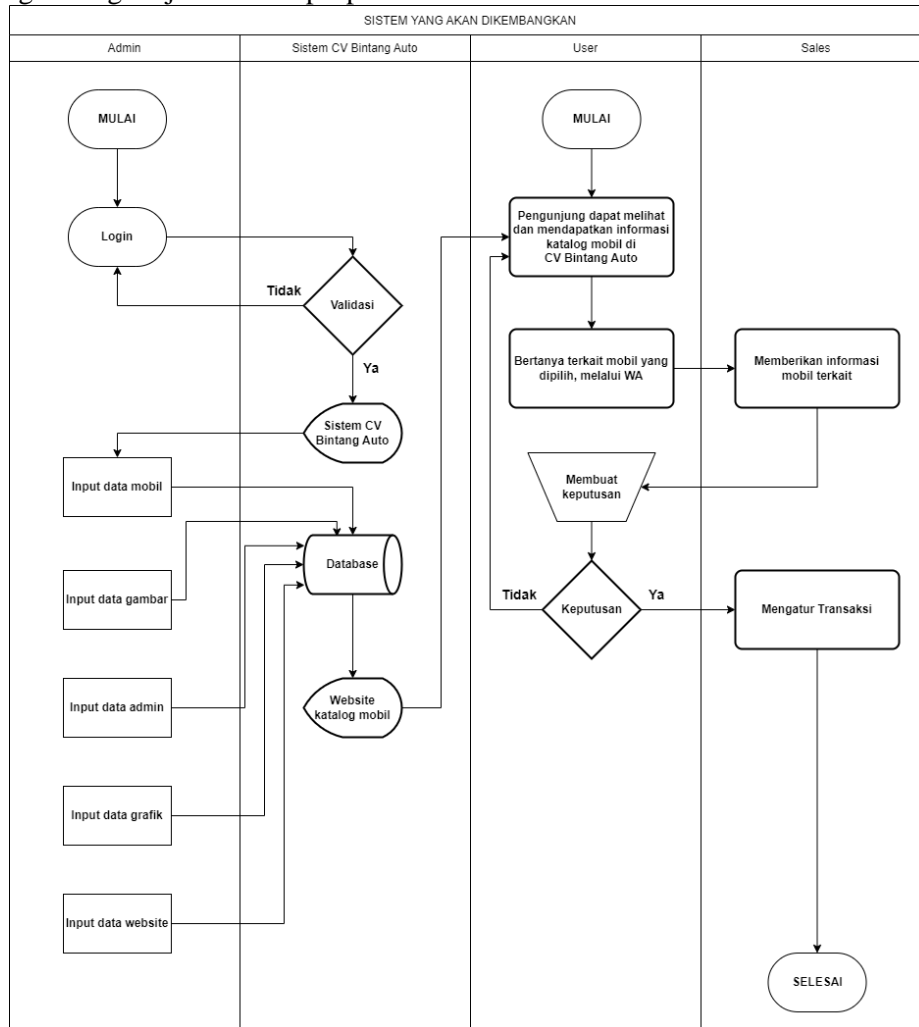 SISTEM YANG AKAN DIKEMBANGKAN
Admin
Sistem CV Bintang Auto
User
Sales
MULAI
MULAI
Login
Pengunjung dapat melihat
dan mendapatkan informasi
katalog mobil di
CV Bintang Auto
Tidak
Validasi
Ya
Bertanya terkait mobil yang
dipilih, melalui WA
Memberikan informasi
mobil terkait
Sistem CV
Bintang Auto
Input data mobil
Membuat
keputusan
Database
Input data gambar
Tidak
Keputusan
Ya
Mengatur Transaksi
Input data admin
Website
katalog mobil
Input data grafik
Input data website
SELESAI